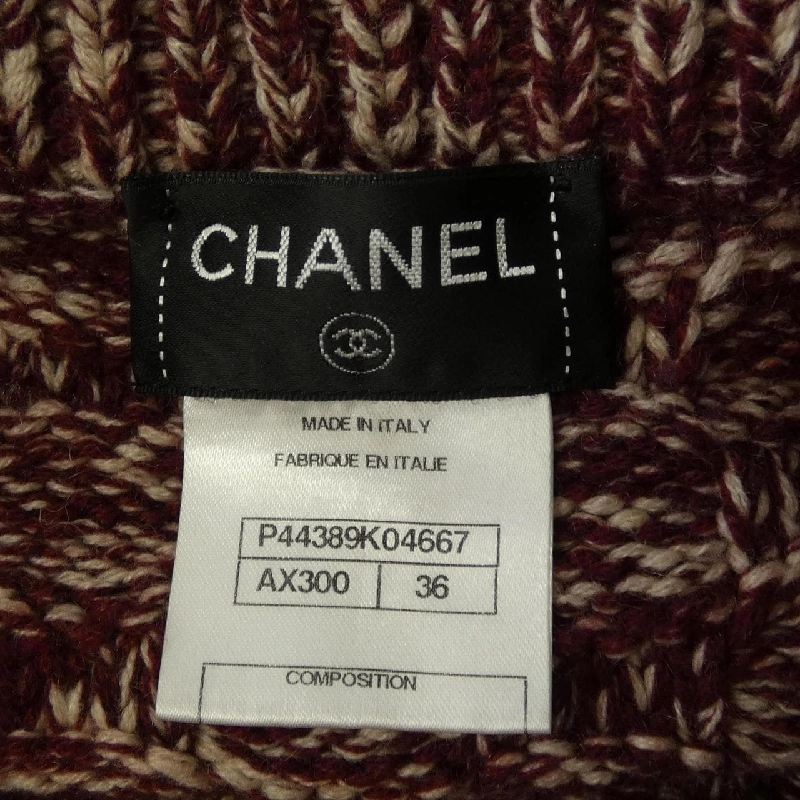 CHANEL
MADE IN ITALY
FABRIQUE EN ITALIE
P44389K04667
AX300 36
COMPOSITION